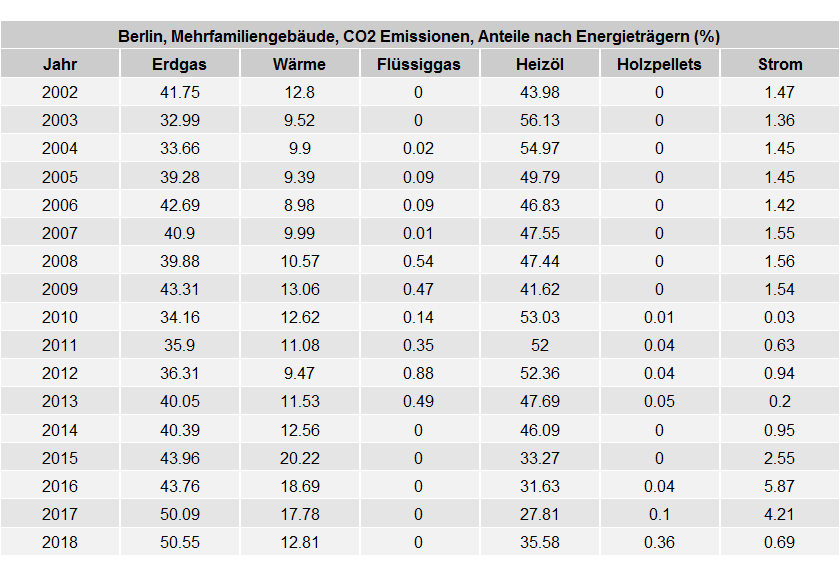 Berlin, Mehrfamiliengebäude, CO2 Emissionen, Anteile nach Energieträgern (%)
Jahr Erdgas Wärme Flüssiggas Heizöl Holzpellets Strom
2002 41.75 12.8 0 43.98 0 1.47
2003 32.99 9.52 0 56.13 0 1.36
2004 33.66 9.9 0.02 54.97 0 1.45
2005 39.28 9.39 0.09 49.79 0 1.45
2006 42.69 8.98 0.09 46.83 0 1.42
2007 40.9 9.99 0.01 47.55 0 1.55
2008 39.88 10.57 0.54 47.44 0 1.56
2009 43.31 13.06 0.47 41.62 0 1.54
2010 34.16 12.62 0.14 53.03 0.01 0.03
2011 35.9 11.08 0.35 52 0.04 0.63
2012 36.31 9.47 0.88 52.36 0.04 0.94
2013 40.05 11.53 0.49 47.69 0.05 0.2
2014 40.39 12.56 0 46.09 0 0.95
2015 43.96 20.22 0 33.27 0 2.55
2016 43.76 18.69 0 31.63 0.04 5.87
2017 50.09 17.78 0 27.81 0.1 4.21
2018 50.55 12.81 0 35.58 0.36 0.69